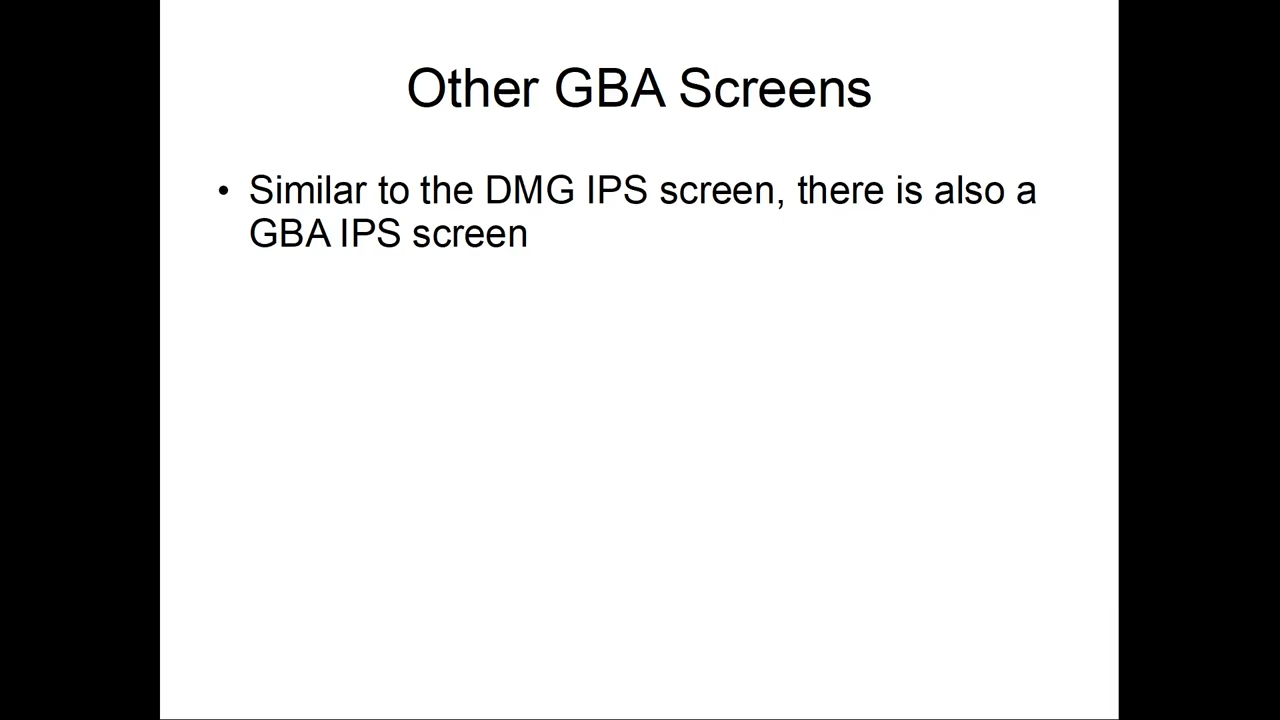 Other GBA Screens
• Similar to the DMG IPS screen, there is also a
GBA IPS screen